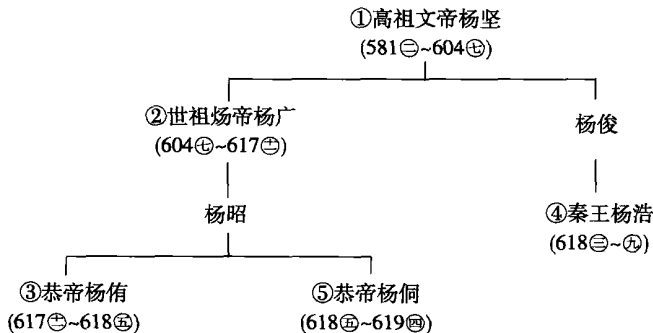 ①高祖文帝杨坚
(581㊁~604㊆)
②世祖炀帝杨广
(604㊆~617㊉㊀)
杨俊
杨昭
④秦王杨浩
(618㊂~㊈)
③恭帝杨侑
(617㊉㊀~618㊄)
⑤恭帝杨侗
(618㊄~619㊃)